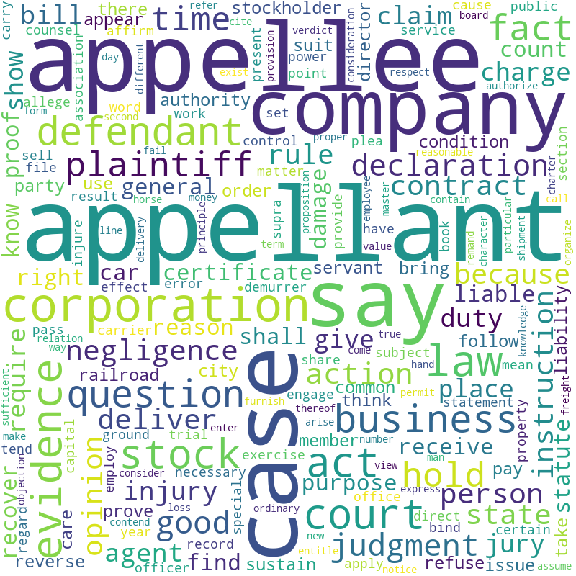 carry
bill
there
appear
time
stockholder
counsel
affirm
cite
public
board
verdict
consideration
director
claim
cause
service
fact
count
charge
appellee
show
association
allege
day
different
exist
provision
suit
power
point
refer
respect
authorize
present
company
proof
form
word
second
authority
work
set
defendant
fail
control
plea
proper
reasonable
condition
charter
section
know
sell
file
plaintiff
use
general
order
rule
matter
declaration
party
result
horse
money
principle
supra
proposition
damage
provide
employee
master
contract
contain
call
organize
injure
line
delivery
term
have
value
book
remand
character
particular
shipment
appellant
right
car
certificate
servant
bring
because
effect
error
demurrer
corporation
say
liable
duty
pass
relation
way
carrier
reason
shall
give
true
come
follow
knowledge
negligence
share
subject
hand
mean
law
freight
liability
sufficient
require
railroad
city
furnish
thereof
action
place
instruction
question
engage
common
think
statement
property
permit
make
deliver
enter
arise
number
business
statute
evidence
tend
capital
ground
trial
member
receive
recover
objection
stock
exercise
case
act
view
man
pay
opinion
employ
consider
necessary
purpose
express
hold
person
take
regard
care
injury
special
court
office
direct
certain
state
contend
loss
ordinary
prove
year
good
sustain
new
entitle
bind
judgment
jury
reverse
agent
officer
record
find
apply
notice
refuse
issue
assume